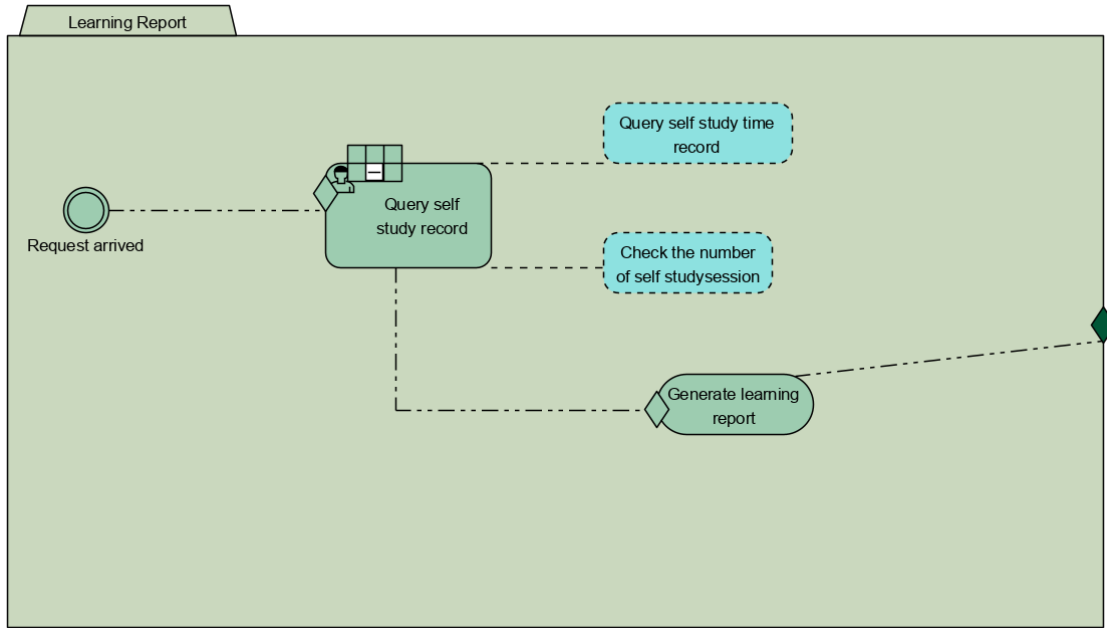 Learning Report
Query self study time
record
Query self
study record
Request arrived
Check the number
of self studysession
Generate learning
report